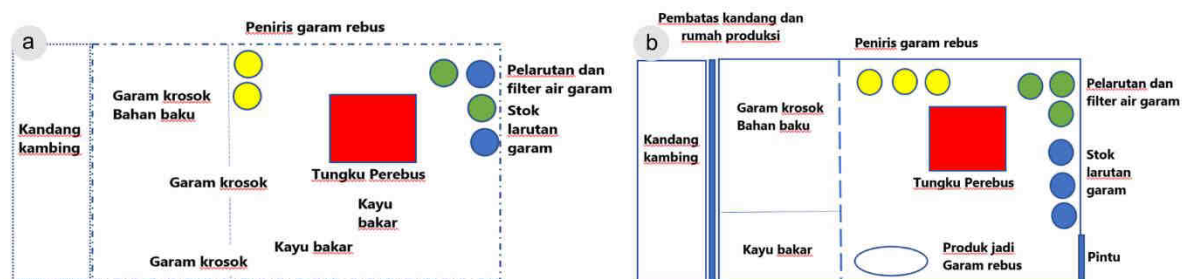 a
Peniris garam rebus
Garam krosok
Bahan baku
Kandang
kambing
Pelarutan dan
filter air garam
Stok
larutan
garam
Tungku Perebus
Garam krosok
Kayu
bakar
Kayu bakar
Garam krosok
b
Pembatas kandang dan
rumah produksi
Peniris garam rebus
Garam krosok
Bahan baku
Kandang
kambing
Pelarutan dan
filter air garam
Stok
larutan
garam
Tungku Perebus
Kayu bakar
Produk jadi
Garam rebus
Pintu